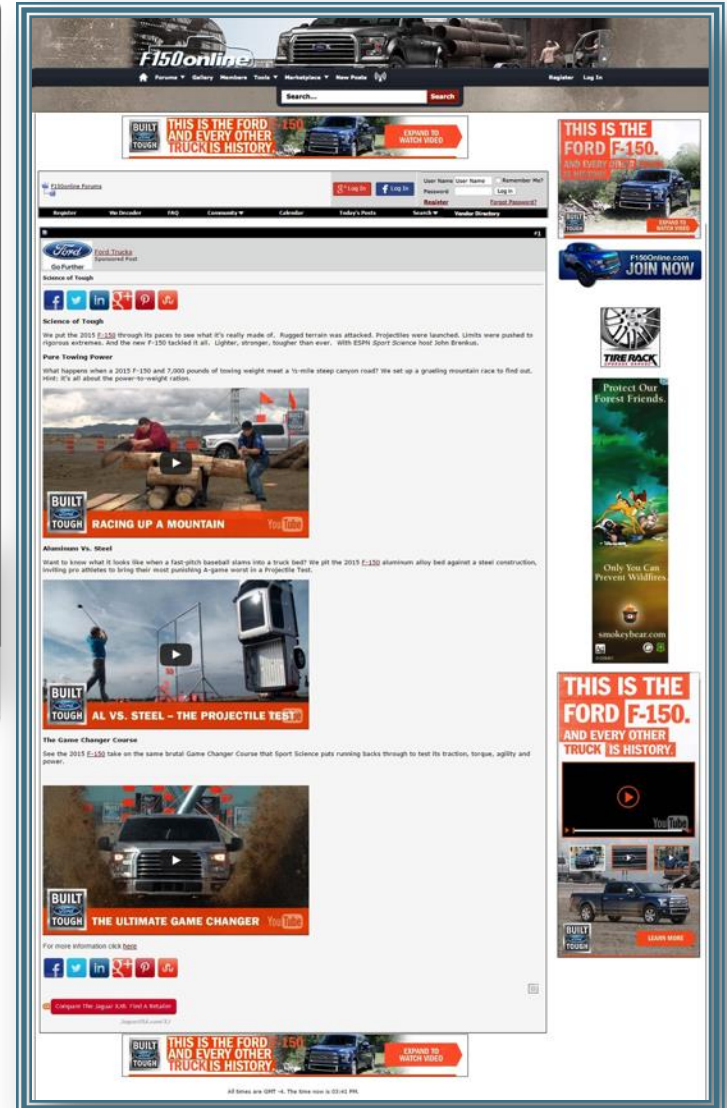 F150online
Forums Gallery Members Tools Marketplace New Posts
Register Log In
Search... Search
BUILT Ford TOUGH
THIS IS THE FORD F-150
AND EVERY OTHER
TRUCK IS HISTORY.
EXPAND TO
WATCH VIDEO
F150online Forums
g+ Log In
f Log In
User Name User Name Remember Me?
Password Log in
Register Forgot Password?
Register Vin Decoder FAQ Community Calendar Today's Posts Search Vendor Directory
#1
Ford
Go Further
Ford Trucks
Sponsored Post
Science of Tough
Science of Tough
We put the 2015 F-150 through its paces to see what it's really made of. Rugged terrain was attacked. Projectiles were launched. Limits were pushed to
rigorous extremes. And the new F-150 tackled it all. Lighter, stronger, tougher than ever. With ESPN Sport Science host John Brenkus.
Pure Towing Power
What happens when a 2015 F-150 and 7,000 pounds of towing weight meet a ½-mile steep canyon road? We set up a grueling mountain race to find out.
Hint: it's all about the power-to-weight ration.
BUILT Ford TOUGH
RACING UP A MOUNTAIN
YouTube
Aluminum Vs. Steel
Want to know what it looks like when a fast-pitch baseball slams into a truck bed? We pit the 2015 F-150 aluminum alloy bed against a steel construction,
inviting pro athletes to bring their most punishing A-game worst in a Projectile Test.
BUILT Ford TOUGH
AL VS. STEEL – THE PROJECTILE TEST
YouTube
The Game Changer Course
See the 2015 F-150 take on the same brutal Game Changer Course that Sport Science puts running backs through to test its traction, torque, agility and
power.
BUILT Ford TOUGH
THE ULTIMATE GAME CHANGER
YouTube
For more information click here
Compare The Jaguar XJ®. Find A Retailer
JaguarUSA.com/XJ
BUILT Ford TOUGH
THIS IS THE FORD F-150
AND EVERY OTHER
TRUCK IS HISTORY.
EXPAND TO
WATCH VIDEO
All times are GMT -4. The time now is 03:41 PM.
THIS IS THE
FORD F-150.
AND EVERY OTHER
TRUCK IS HISTORY.
BUILT Ford TOUGH
EXPAND TO
WATCH VIDEO
F150Online.com
JOIN NOW
TIRE RACK
Protect Our
Forest Friends.
Only You Can
Prevent Wildfires.
smokeybear.com
THIS IS THE
FORD F-150.
AND EVERY OTHER
TRUCK IS HISTORY.
YouTube
BUILT Ford TOUGH
LEARN MORE